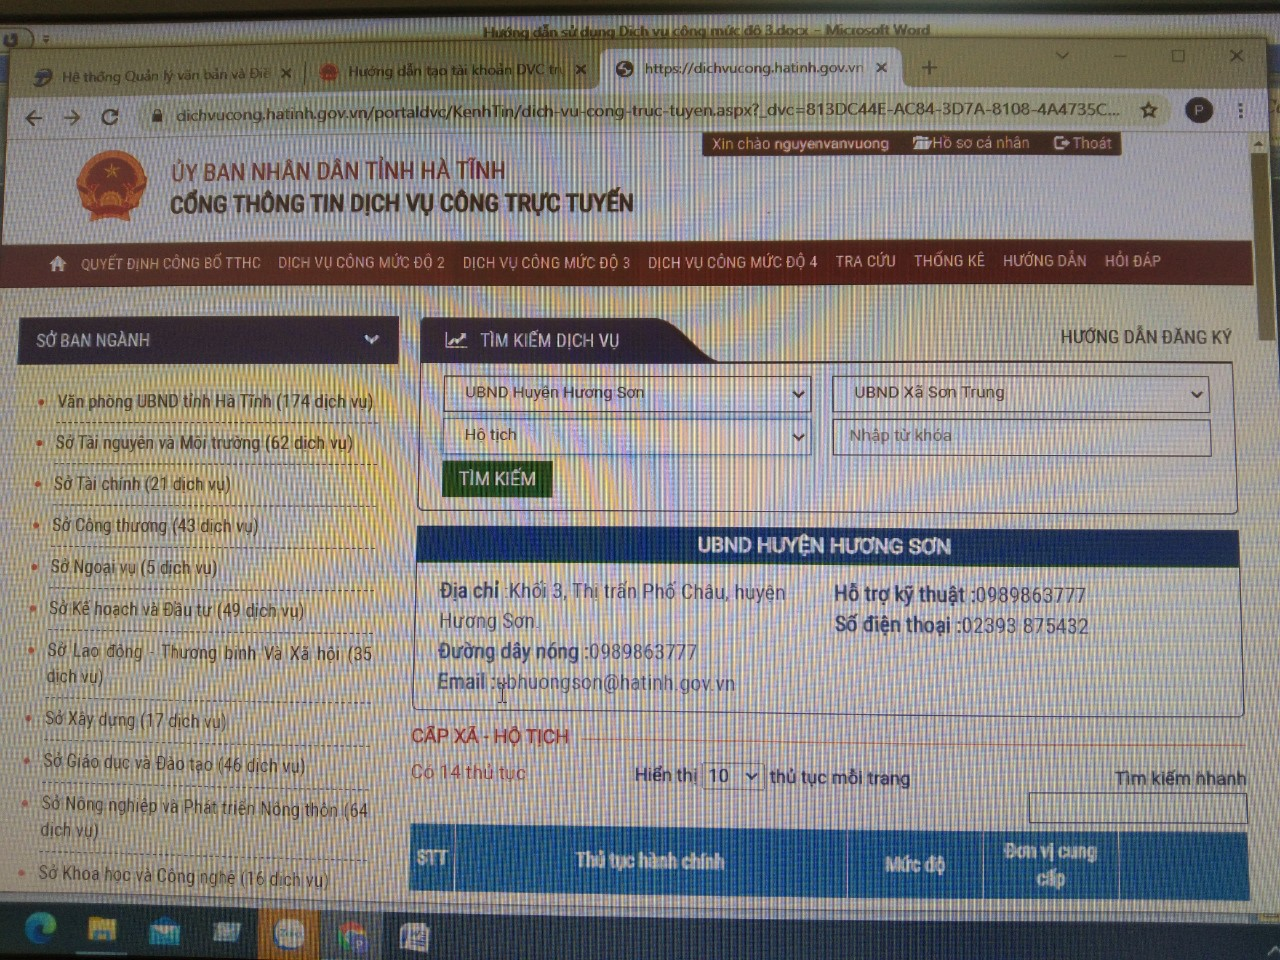 Hướng dẫn sử dụng Dịch vụ công mức độ 3.docx - Microsoft Word
Hệ thống Quản lý văn bản và Điề
Hướng dẫn tạo tài khoản DVC trự
https://dichvucong.hatinh.gov.vn
dichvucong.hatinh.gov.vn/portaldvc/KenhTin/dich-vu-cong-truc-tuyen.aspx?_dvc=813DC44E-AC84-3D7A-8108-4A4735C...
P
Xin chào nguyenvanvuong
Hồ sơ cá nhân
Thoát
ỦY BAN NHÂN DÂN TỈNH HÀ TĨNH
CỔNG THÔNG TIN DỊCH VỤ CÔNG TRỰC TUYẾN
QUYẾT ĐỊNH CÔNG BỐ TTHC DỊCH VỤ CÔNG MỨC ĐỘ 2 DỊCH VỤ CÔNG MỨC ĐỘ 3 DỊCH VỤ CÔNG MỨC ĐỘ 4 TRA CỨU THỐNG KÊ HƯỚNG DẪN HỎI ĐÁP
SỞ BAN NGÀNH
Văn phòng UBND tỉnh Hà Tĩnh (174 dịch vụ)
Sở Tài nguyên và Môi trường (62 dịch vụ)
Sở Tài chính (21 dịch vụ)
Sở Công thương (43 dịch vụ)
Sở Ngoại vụ (5 dịch vụ)
Sở Kế hoạch và Đầu tư (49 dịch vụ)
Sở Lao động - Thương binh Và Xã hội (35
dịch vụ)
Sở Xây dựng (17 dịch vụ)
Sở Giáo dục và Đào tạo (46 dịch vụ)
Sở Nông nghiệp và Phát triển Nông thôn (64
dịch vụ)
Sở Khoa học và Công nghệ (16 dịch vụ)
TÌM KIẾM DỊCH VỤ
HƯỚNG DẪN ĐĂNG KÝ
UBND Huyện Hương Sơn
UBND Xã Sơn Trung
Hộ tịch
Nhập từ khóa
TÌM KIẾM
UBND HUYỆN HƯƠNG SƠN
Địa chỉ :Khối 3, Thị trấn Phố Châu, huyện
Hương Sơn.
Đường dây nóng :0989863777
Email :ubhuongson@hatinh.gov.vn
Hỗ trợ kỹ thuật :0989863777
Số điện thoại :02393 875432
CẤP XÃ - HỘ TỊCH
Có 14 thủ tục
Hiển thị 10 thủ tục mỗi trang
Tìm kiếm nhanh
STT
Thủ tục hành chính
Mức độ
Đơn vị cung
cấp